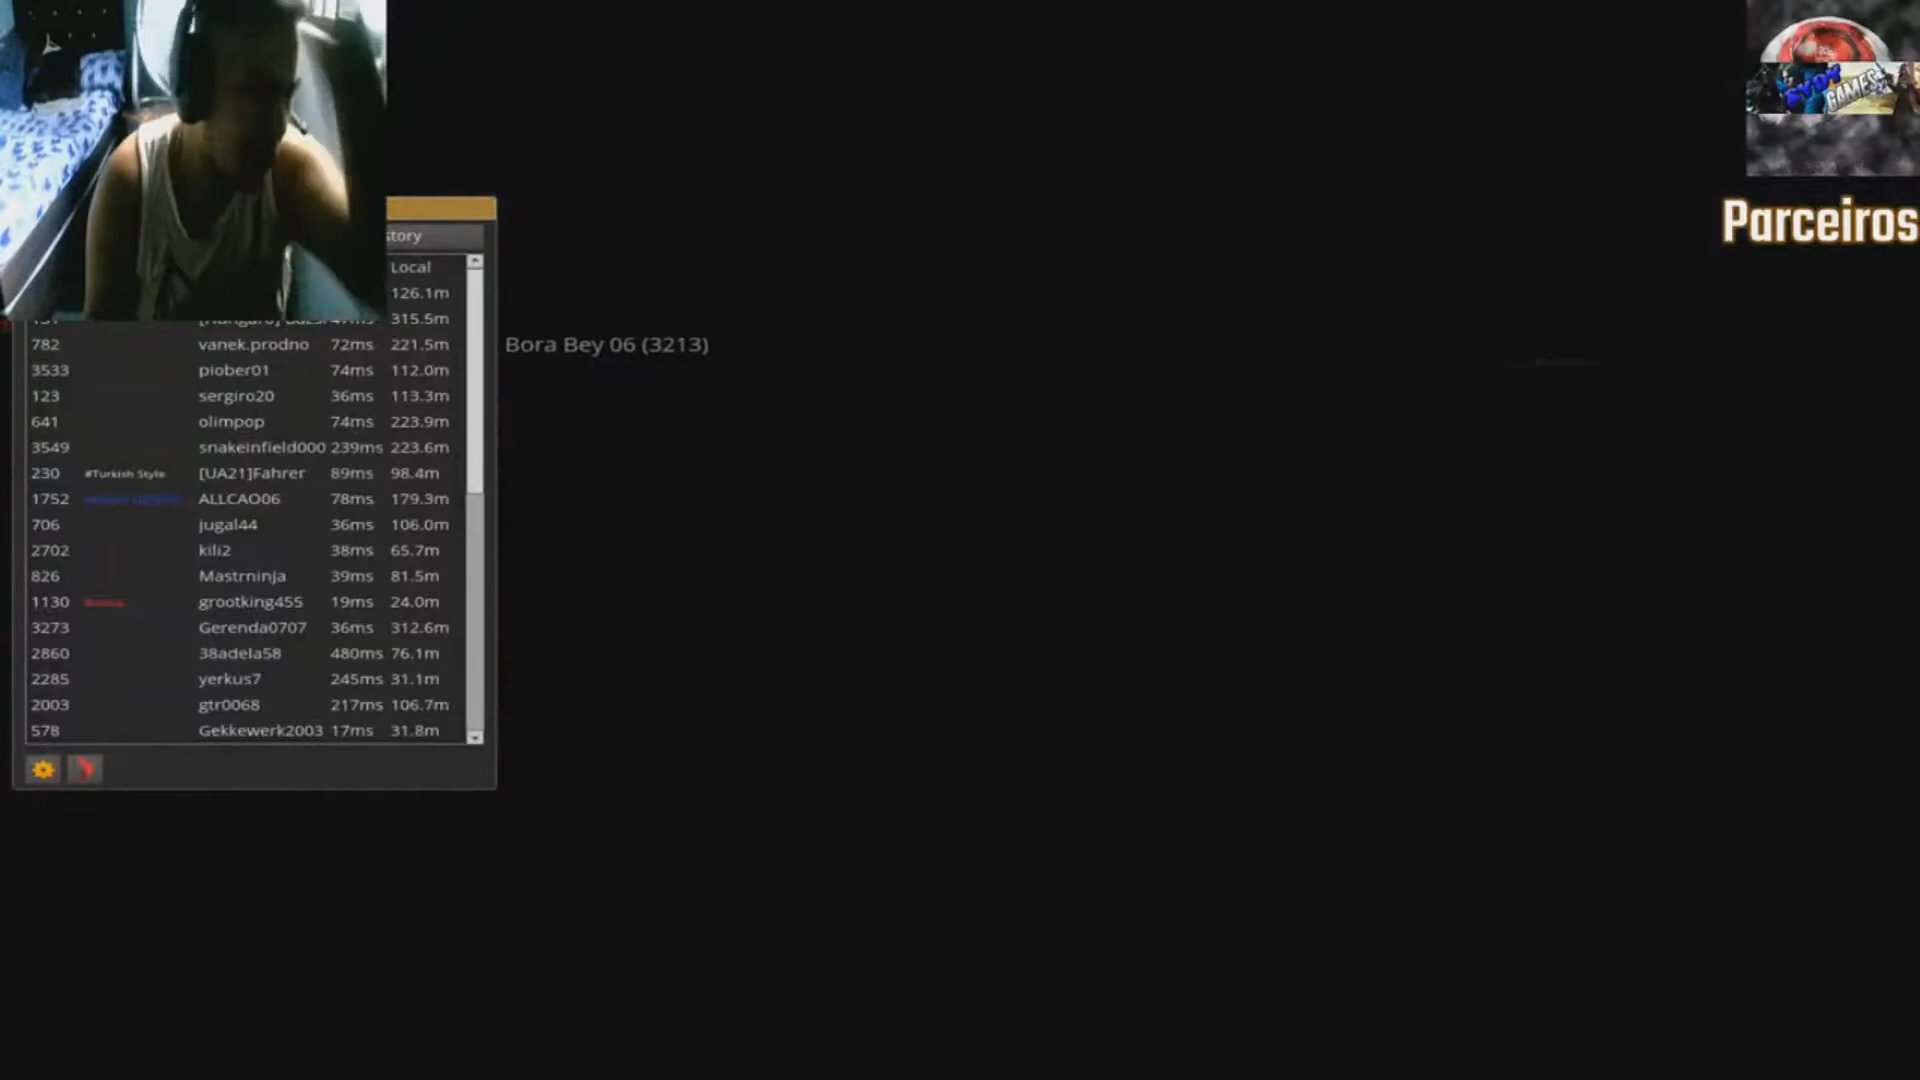 GAMES
Parceiros
story
Local
126.1m
315.5m
782 vanek.prodno 72ms 221.5m
Bora Bey 06 (3213)
3533 piober01 74ms 112.0m
123 sergiro20 36ms 113.3m
641 olimpop 74ms 223.9m
3549 snakeinfield000 239ms 223.6m
230 #Turkish Style [UA21]Fahrer 89ms 98.4m
1752 ALLCAO06 78ms 179.3m
706 jugal44 36ms 106.0m
2702 kili2 38ms 65.7m
826 Mastrninja 39ms 81.5m
1130 grootking455 19ms 24.0m
3273 Gerenda0707 36ms 312.6m
2860 38adela58 480ms 76.1m
2285 yerkus7 245ms 31.1m
2003 gtr0068 217ms 106.7m
578 Gekkewerk2003 17ms 31.8m